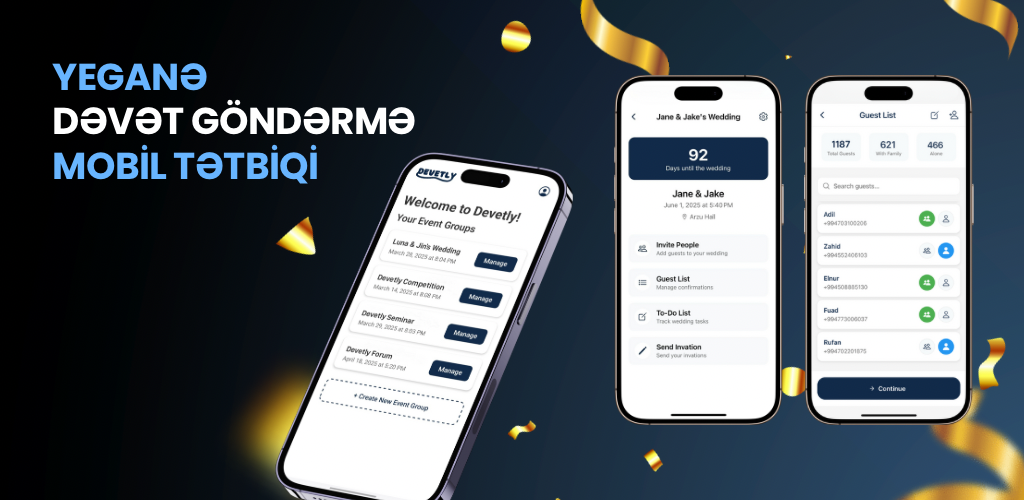 YEGANƏ
DƏVƏT GÖNDƏRMƏ
MOBİL TƏTBİQİ
DEVETLY
Welcome to Devetly!
Your Event Groups
Luna & Jin's Wedding
March 28, 2025 at 8:04 PM
Manage
Devetly Competition
March 14, 2025 at 8:08 PM
Manage
Devetly Seminar
March 29, 2025 at 8:53 PM
Manage
Devetly Forum
April 18, 2025 at 5:20 PM
Manage
+ Create New Event Group
Jane & Jake's Wedding
92
Days until the wedding
Jane & Jake
June 1, 2025 at 5:40 PM
Arzu Hall
Invite People
Add guests to your wedding
Guest List
Manage confirmations
To-Do List
Track wedding tasks
Send Invation
Send your invations
Guest List
1187
Total Guests
621
With Family
466
Alone
Search guests...
Adil
+994703100206
Zahid
+994552406103
Elnur
+994508885130
Fuad
+994773006037
Rufan
+994702201875
Continue